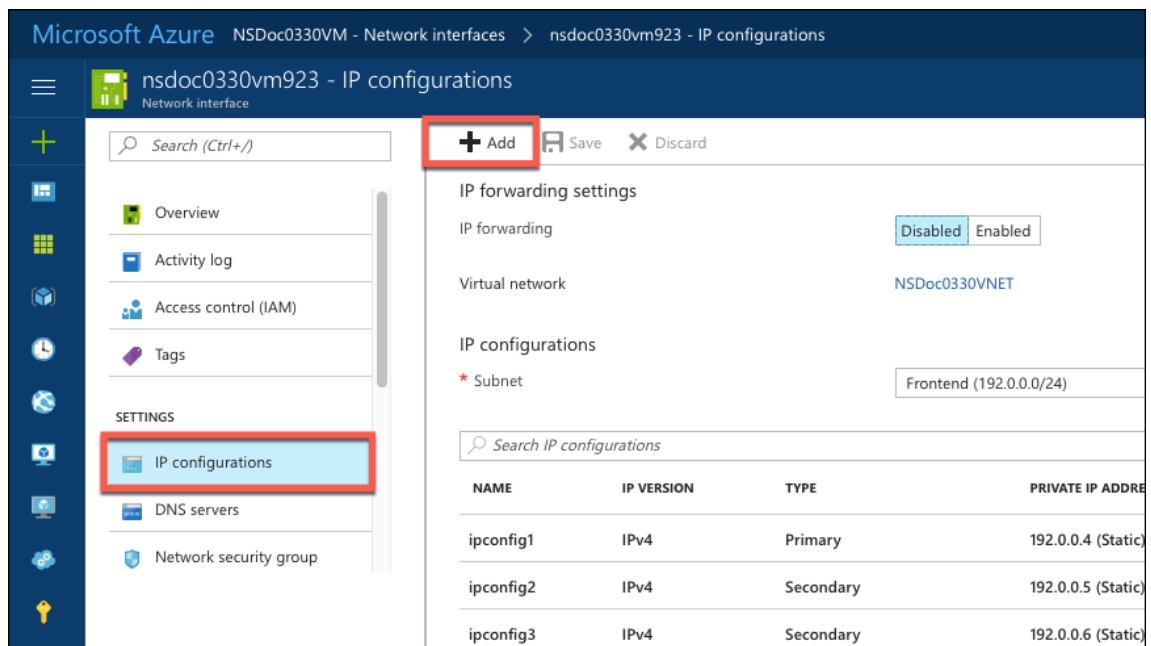 Microsoft Azure NSDoc0330VM - Network interfaces > nsdoc0330vm923 - IP configurations
nsdoc0330vm923 - IP configurations
Network interface
Search (Ctrl+/)
Overview
Activity log
Access control (IAM)
Tags
SETTINGS
IP configurations
DNS servers
Network security group
Add Save Discard
IP forwarding settings
IP forwarding Disabled Enabled
Virtual network NSDoc0330VNET
IP configurations
* Subnet Frontend (192.0.0.0/24)
Search IP configurations
NAME IP VERSION TYPE PRIVATE IP ADDRE
ipconfig1 IPv4 Primary 192.0.0.4 (Static)
ipconfig2 IPv4 Secondary 192.0.0.5 (Static)
ipconfig3 IPv4 Secondary 192.0.0.6 (Static)